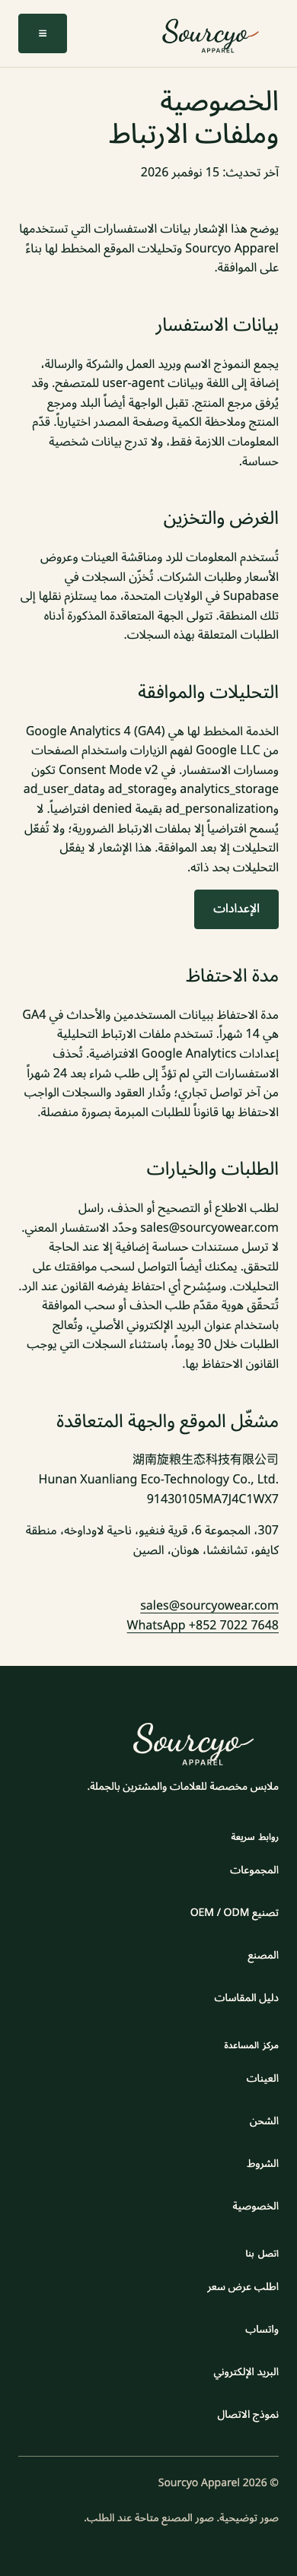 Sourcyo
APPAREL
≡
الخصوصية
وملفات الارتباط
آخر تحديث: 15 نوفمبر 2026
يوضح هذا الإشعار بيانات الاستفسارات التي تستخدمها
Sourcyo Apparel وتحليلات الموقع المخطط لها بناءً
على الموافقة.
بيانات الاستفسار
يجمع النموذج الاسم وبريد العمل والشركة والرسالة،
إضافة إلى اللغة وبيانات user-agent للمتصفح. وقد
يُرفق مرجع المنتج. تقبل الواجهة أيضاً البلد ومرجع
المنتج وملاحظة الكمية وصفحة المصدر اختيارياً. قدّم
المعلومات اللازمة فقط، ولا تدرج بيانات شخصية
حساسة.
الغرض والتخزين
تُستخدم المعلومات للرد ومناقشة العينات وعروض
الأسعار وطلبات الشركات. تُخزّن السجلات في
Supabase في الولايات المتحدة، مما يستلزم نقلها إلى
تلك المنطقة. تتولى الجهة المتعاقدة المذكورة أدناه
الطلبات المتعلقة بهذه السجلات.
التحليلات والموافقة
الخدمة المخطط لها هي Google Analytics 4 (GA4)
من Google LLC لفهم الزيارات واستخدام الصفحات
ومسارات الاستفسار. في Consent Mode v2 تكون
analytics_storage وad_storage وad_user_data
وad_personalization بقيمة denied افتراضياً. لا
يُسمح افتراضياً إلا بملفات الارتباط الضرورية؛ ولا تُفعّل
التحليلات إلا بعد الموافقة. هذا الإشعار لا يفعّل
التحليلات بحد ذاته.
الإعدادات
مدة الاحتفاظ
مدة الاحتفاظ ببيانات المستخدمين والأحداث في GA4
هي 14 شهراً. تستخدم ملفات الارتباط التحليلية
إعدادات Google Analytics الافتراضية. تُحذف
الاستفسارات التي لم تؤدِّ إلى طلب شراء بعد 24 شهراً
من آخر تواصل تجاري؛ وتُدار العقود والسجلات الواجب
الاحتفاظ بها قانوناً للطلبات المبرمة بصورة منفصلة.
الطلبات والخيارات
لطلب الاطلاع أو التصحيح أو الحذف، راسل
sales@sourcyowear.com وحدّد الاستفسار المعني.
لا ترسل مستندات حساسة إضافية إلا عند الحاجة
للتحقق. يمكنك أيضاً التواصل لسحب موافقتك على
التحليلات. وسيُشرح أي احتفاظ يفرضه القانون عند الرد.
تُتحقّق هوية مقدّم طلب الحذف أو سحب الموافقة
باستخدام عنوان البريد الإلكتروني الأصلي، وتُعالج
الطلبات خلال 30 يوماً، باستثناء السجلات التي يوجب
القانون الاحتفاظ بها.
مشغّل الموقع والجهة المتعاقدة
湖南旋粮生态科技有限公司
Hunan Xuanliang Eco-Technology Co., Ltd.
91430105MA7J4C1WX7
307، المجموعة 6، قرية فنغيو، ناحية لاوداوخه، منطقة
كايفو، تشانغشا، هونان، الصين
sales@sourcyowear.com
WhatsApp +852 7022 7648
Sourcyo
APPAREL
ملابس مخصصة للعلامات والمشترين بالجملة.
روابط سريعة
المجموعات
تصنيع OEM / ODM
المصنع
دليل المقاسات
مركز المساعدة
العينات
الشحن
الشروط
الخصوصية
اتصل بنا
اطلب عرض سعر
واتساب
البريد الإلكتروني
نموذج الاتصال
© 2026 Sourcyo Apparel
صور توضيحية. صور المصنع متاحة عند الطلب.